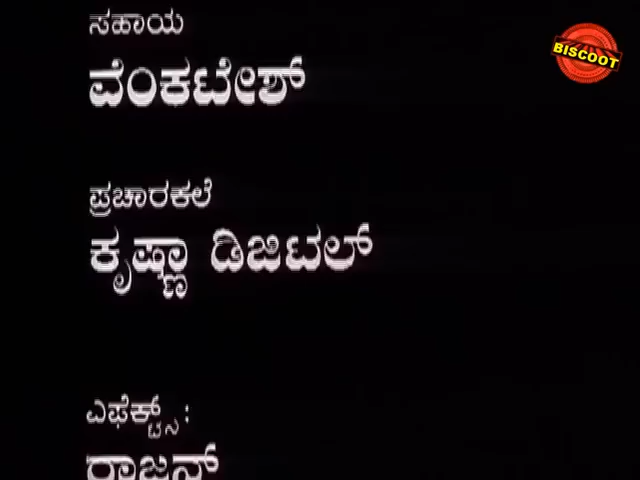 ಸಹಾಯ
BISCOOT
ವೆಂಕಟೇಶ್
ಪ್ರಚಾರಕಲೆ
ಕೃಷ್ಣಾ ಡಿಜಿಟಲ್
ಎಫೆಕ್ಟ್ಸ್ :
ರಾಜನ್